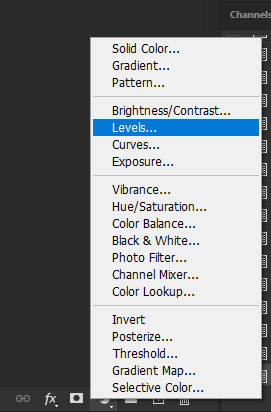 Channels
Solid Color...
Gradient...
Pattern...
Brightness/Contrast...
Levels...
Curves...
Exposure...
Vibrance...
Hue/Saturation...
Color Balance...
Black & White...
Photo Filter...
Channel Mixer...
Color Lookup...
Invert
Posterize...
Threshold...
Gradient Map...
Selective Color...
fx